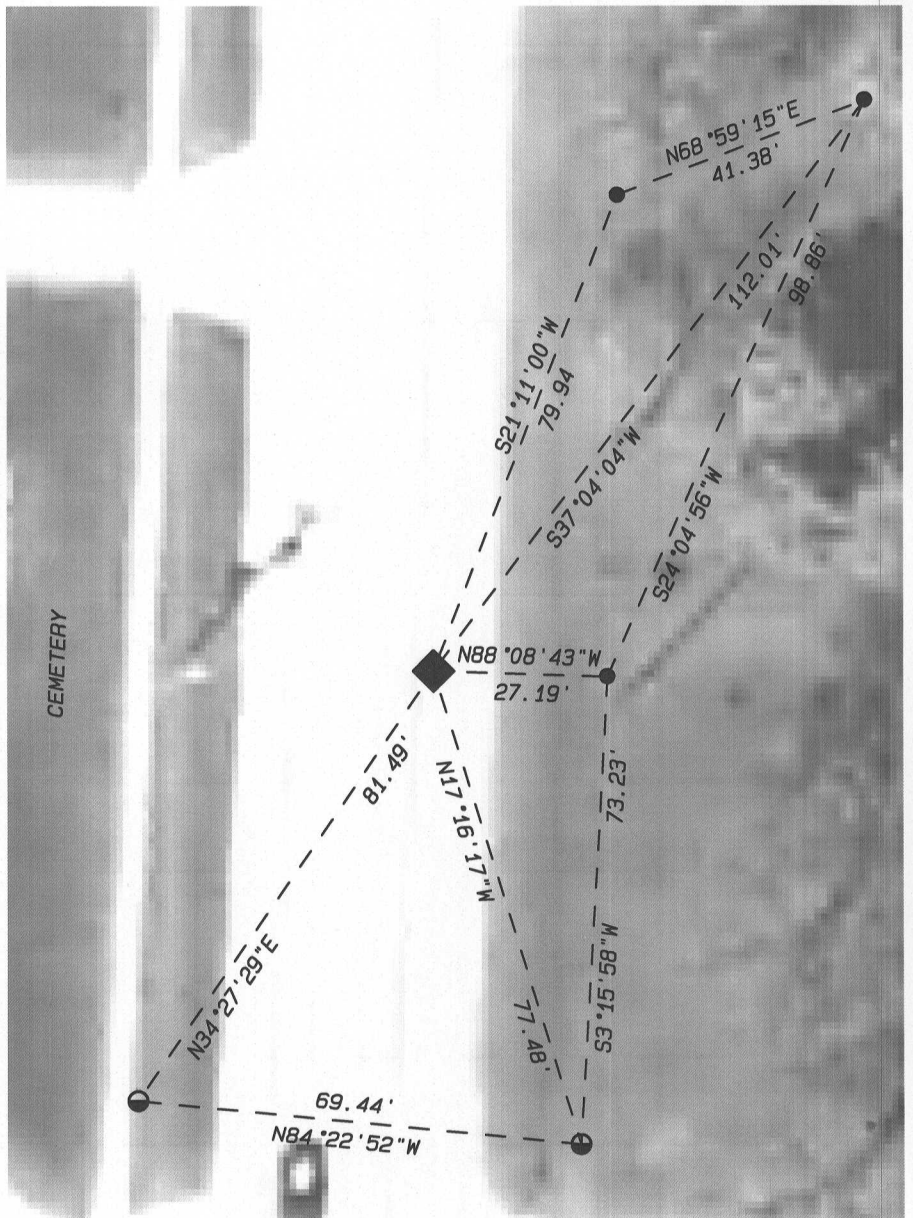 N68°59'15"E
41.38'
112.01'
98.86'
S21°11'00"W
79.94
S37°04'04"W
S24°04'56"W
CEMETERY
N88°08'43"W
27.19'
81.49'
N17°16'17"W
73.23'
N34°27'29"E
S3°15'58"W
77.48'
69.44'
N84°22'52"W